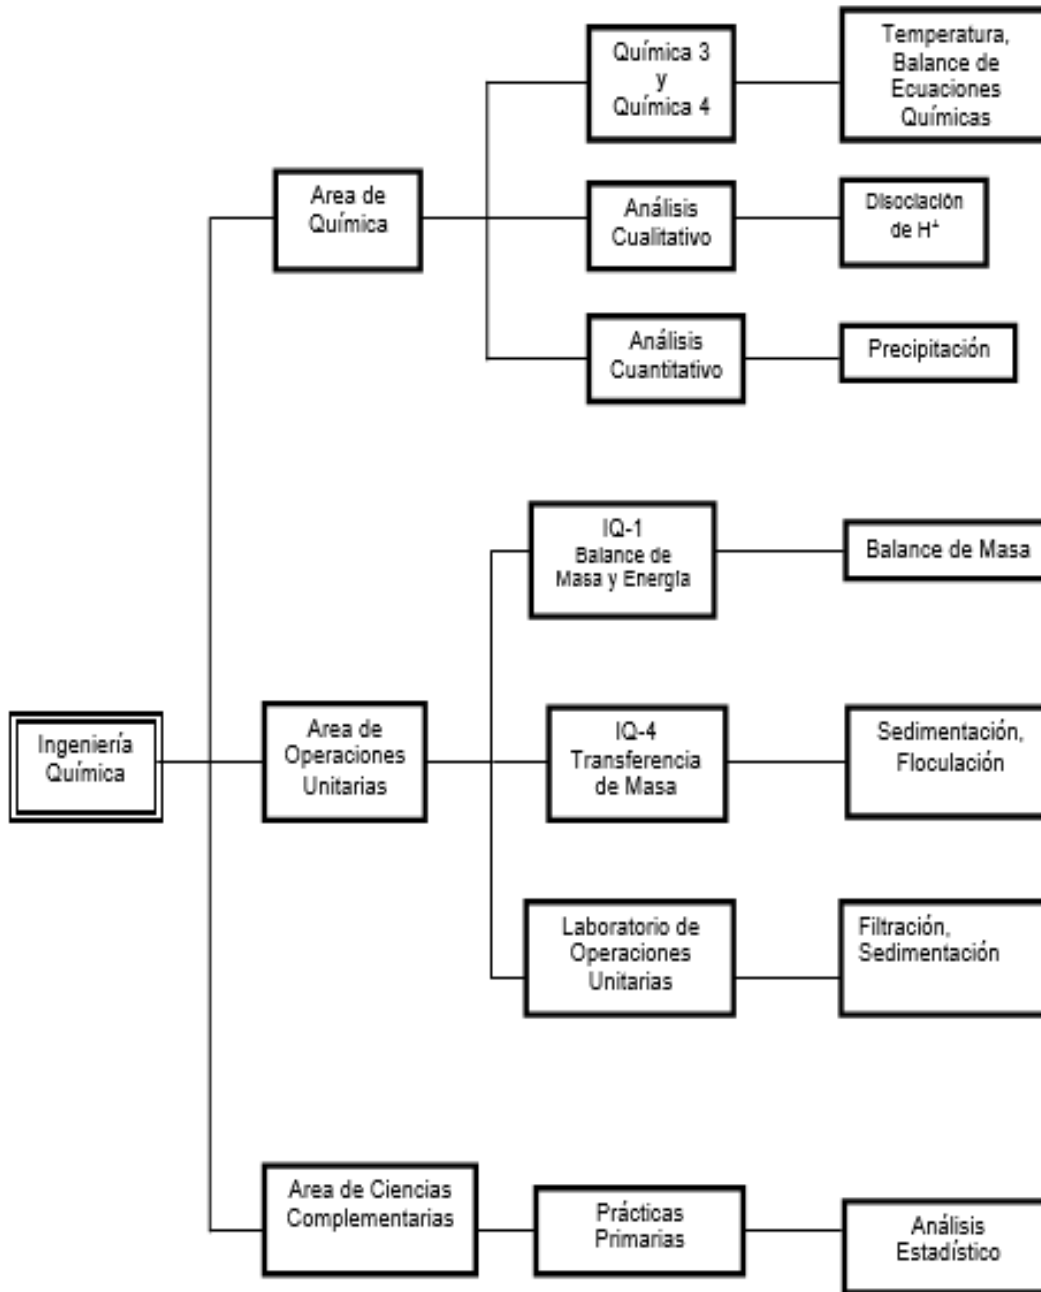 Química 3
y
Química 4
Temperatura,
Balance de
Ecuaciones
Químicas
Area de
Química
Análisis
Cualitativo
Disociación
de H⁺
Análisis
Cuantitativo
Precipitación
IQ-1
Balance de
Masa y Energía
Balance de Masa
Ingeniería
Química
Area de
Operaciones
Unitarias
IQ-4
Transferencia
de Masa
Sedimentación,
Floculación
Laboratorio de
Operaciones
Unitarias
Filtración,
Sedimentación
Area de Ciencias
Complementarias
Prácticas
Primarias
Análisis
Estadístico